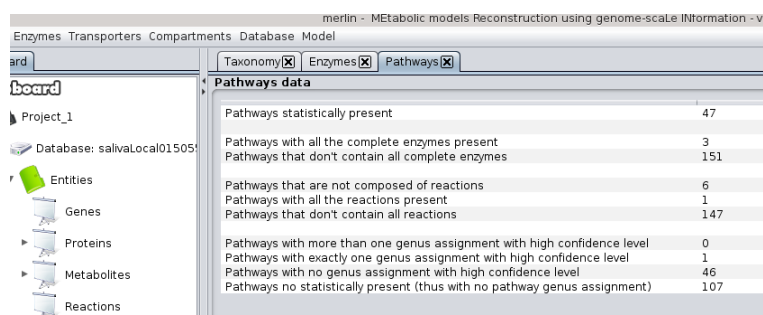 merlin - MEtabolic models Reconstruction using genome-scaLe INformation - v
Enzymes Transporters Compartments Database Model
ard
Taxonomy Enzymes Pathways
board
Pathways data
Project_1
Pathways statistically present 47
Database: salivaLocal01505
Pathways with all the complete enzymes present 3
Pathways that don't contain all complete enzymes 151
Entities
Pathways that are not composed of reactions 6
Pathways with all the reactions present 1
Genes
Pathways that don't contain all reactions 147
Proteins
Pathways with more than one genus assignment with high confidence level 0
Pathways with exactly one genus assignment with high confidence level 1
Metabolites
Pathways with no genus assignment with high confidence level 46
Pathways no statistically present (thus with no pathway genus assignment) 107
Reactions